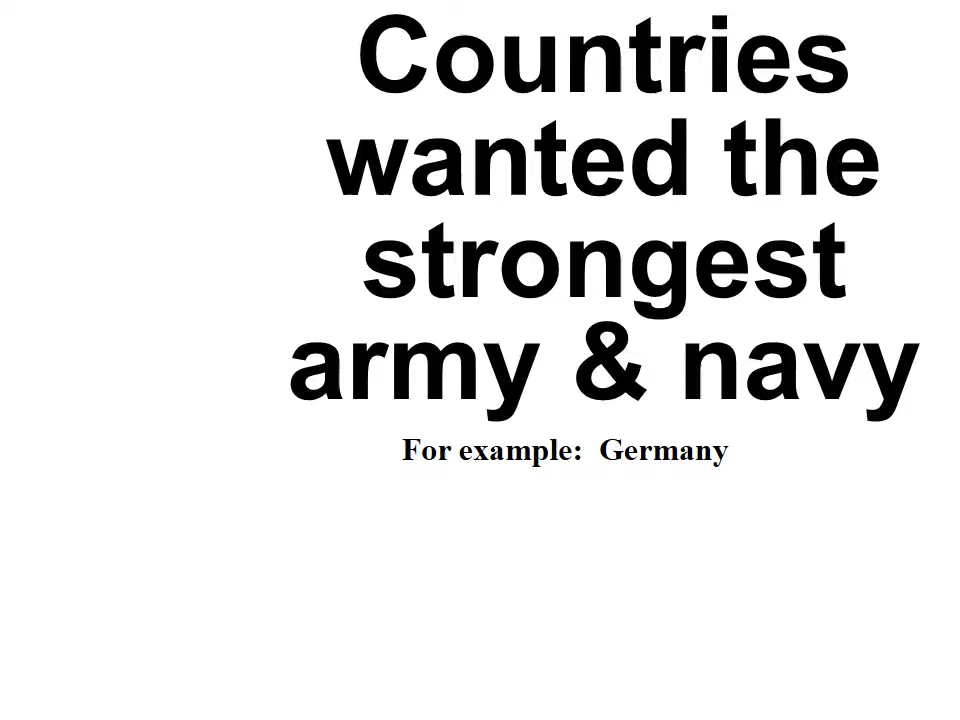 Countries
wanted the
strongest
army & navy
For example:  Germany